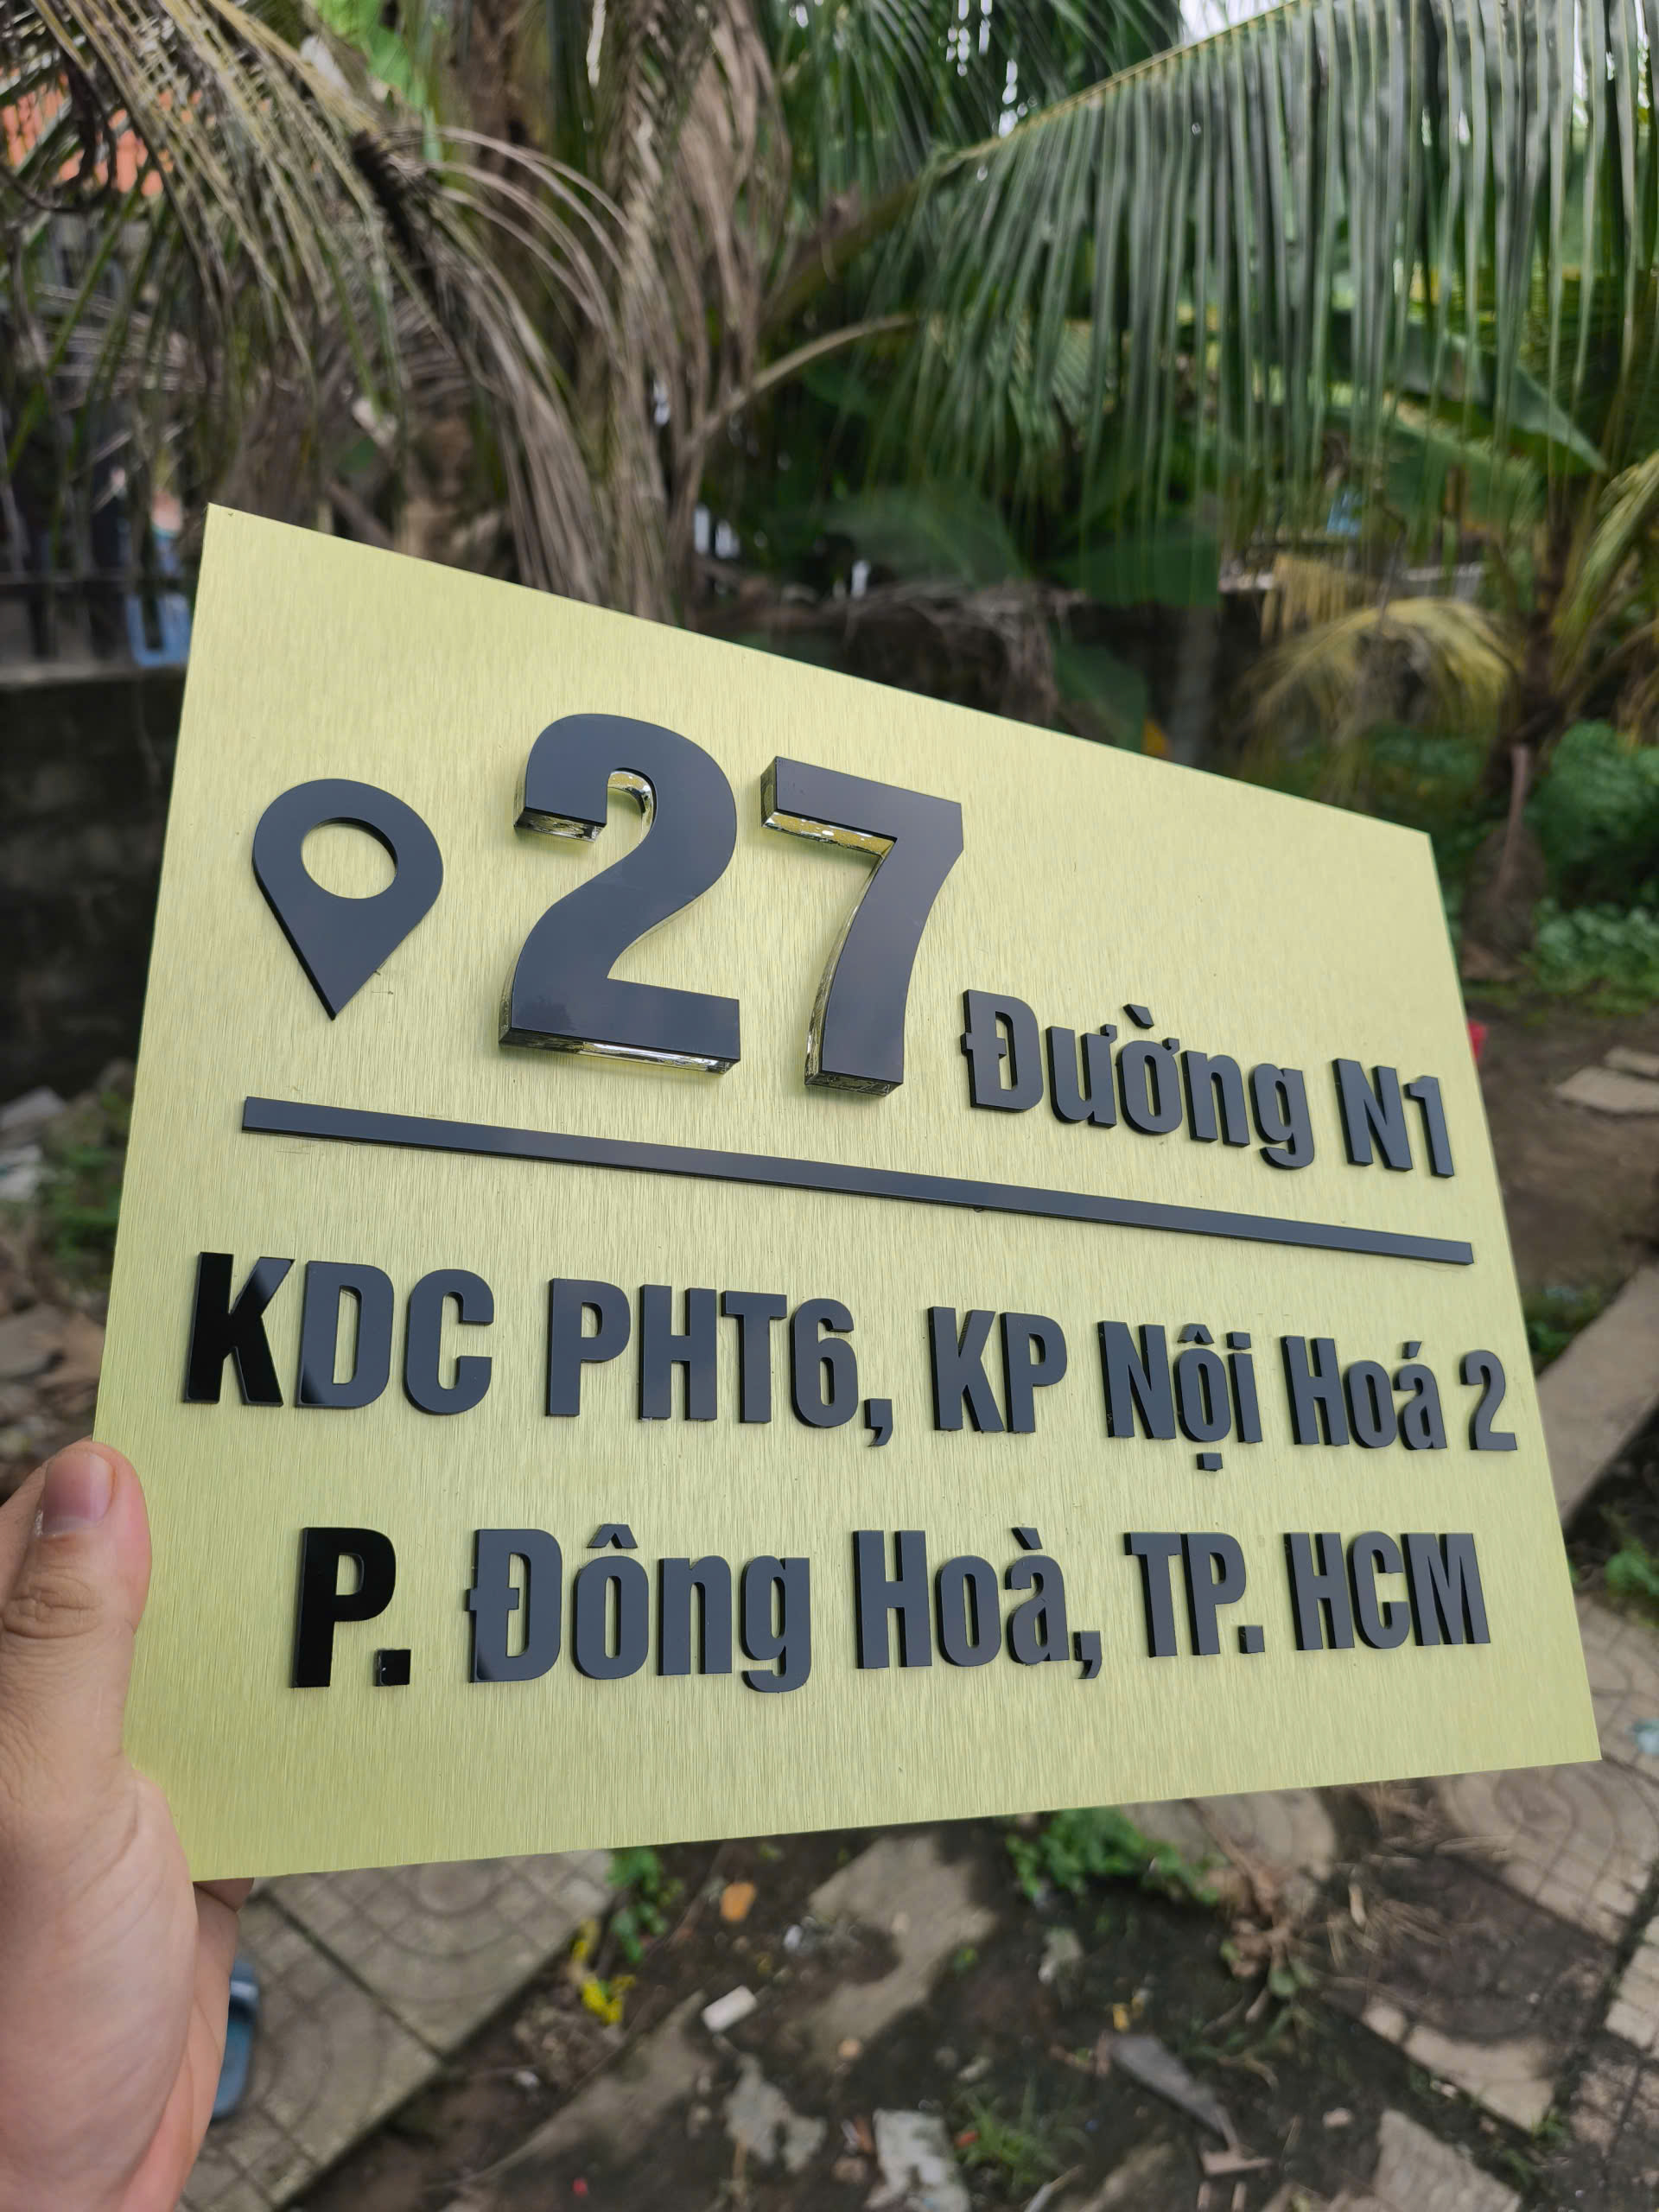 27 Đường N1
KDC PHT6, KP Nội Hoá 2
P. Đông Hoà, TP. HCM